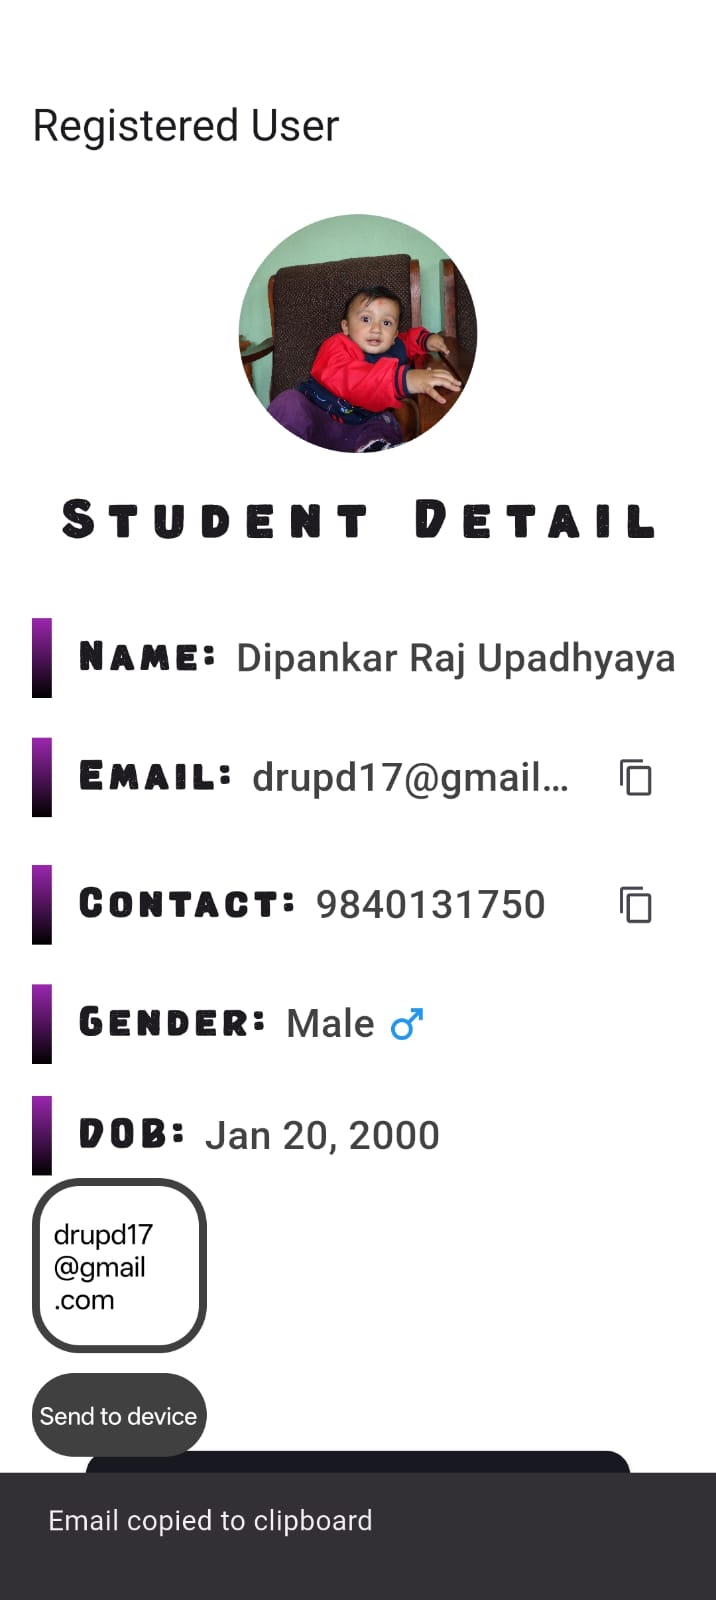 Registered User
Student Detail
Name: Dipankar Raj Upadhyaya
Email: drupd17@gmail...
Contact: 9840131750
Gender: Male ♂
DOB: Jan 20, 2000
drupd17
@gmail
.com
Send to device
Email copied to clipboard